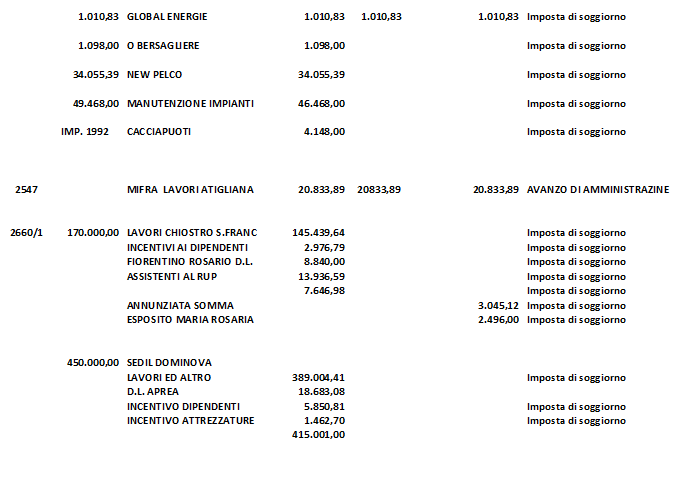 1.010,83 GLOBAL ENERGIE 1.010,83 1.010,83 1.010,83 Imposta di soggiorno
1.098,00 O BERSAGLIERE 1.098,00 Imposta di soggiorno
34.055,39 NEW PELCO 34.055,39 Imposta di soggiorno
49.468,00 MANUTENZIONE IMPIANTI 46.468,00 Imposta di soggiorno
IMP. 1992 CACCIAPUOTI 4.148,00 Imposta di soggiorno
2547 MIFRA LAVORI ATIGLIANA 20.833,89 20833,89 20.833,89 AVANZO DI AMMINISTRAZINE
2660/1 170.000,00 LAVORI CHIOSTRO S.FRANC 145.439,64 Imposta di soggiorno
INCENTIVI AI DIPENDENTI 2.976,79 Imposta di soggiorno
FIORENTINO ROSARIO D.L. 8.840,00 Imposta di soggiorno
ASSISTENTI AL RUP 13.936,59 Imposta di soggiorno
7.646,98 Imposta di soggiorno
ANNUNZIATA SOMMA 3.045,12 Imposta di soggiorno
ESPOSITO MARIA ROSARIA 2.496,00 Imposta di soggiorno
450.000,00 SEDIL DOMINOVA
LAVORI ED ALTRO 389.004,41 Imposta di soggiorno
D.L. APREA 18.683,08
INCENTIVO DIPENDENTI 5.850,81 Imposta di soggiorno
INCENTIVO ATTREZZATURE 1.462,70 Imposta di soggiorno
415.001,00